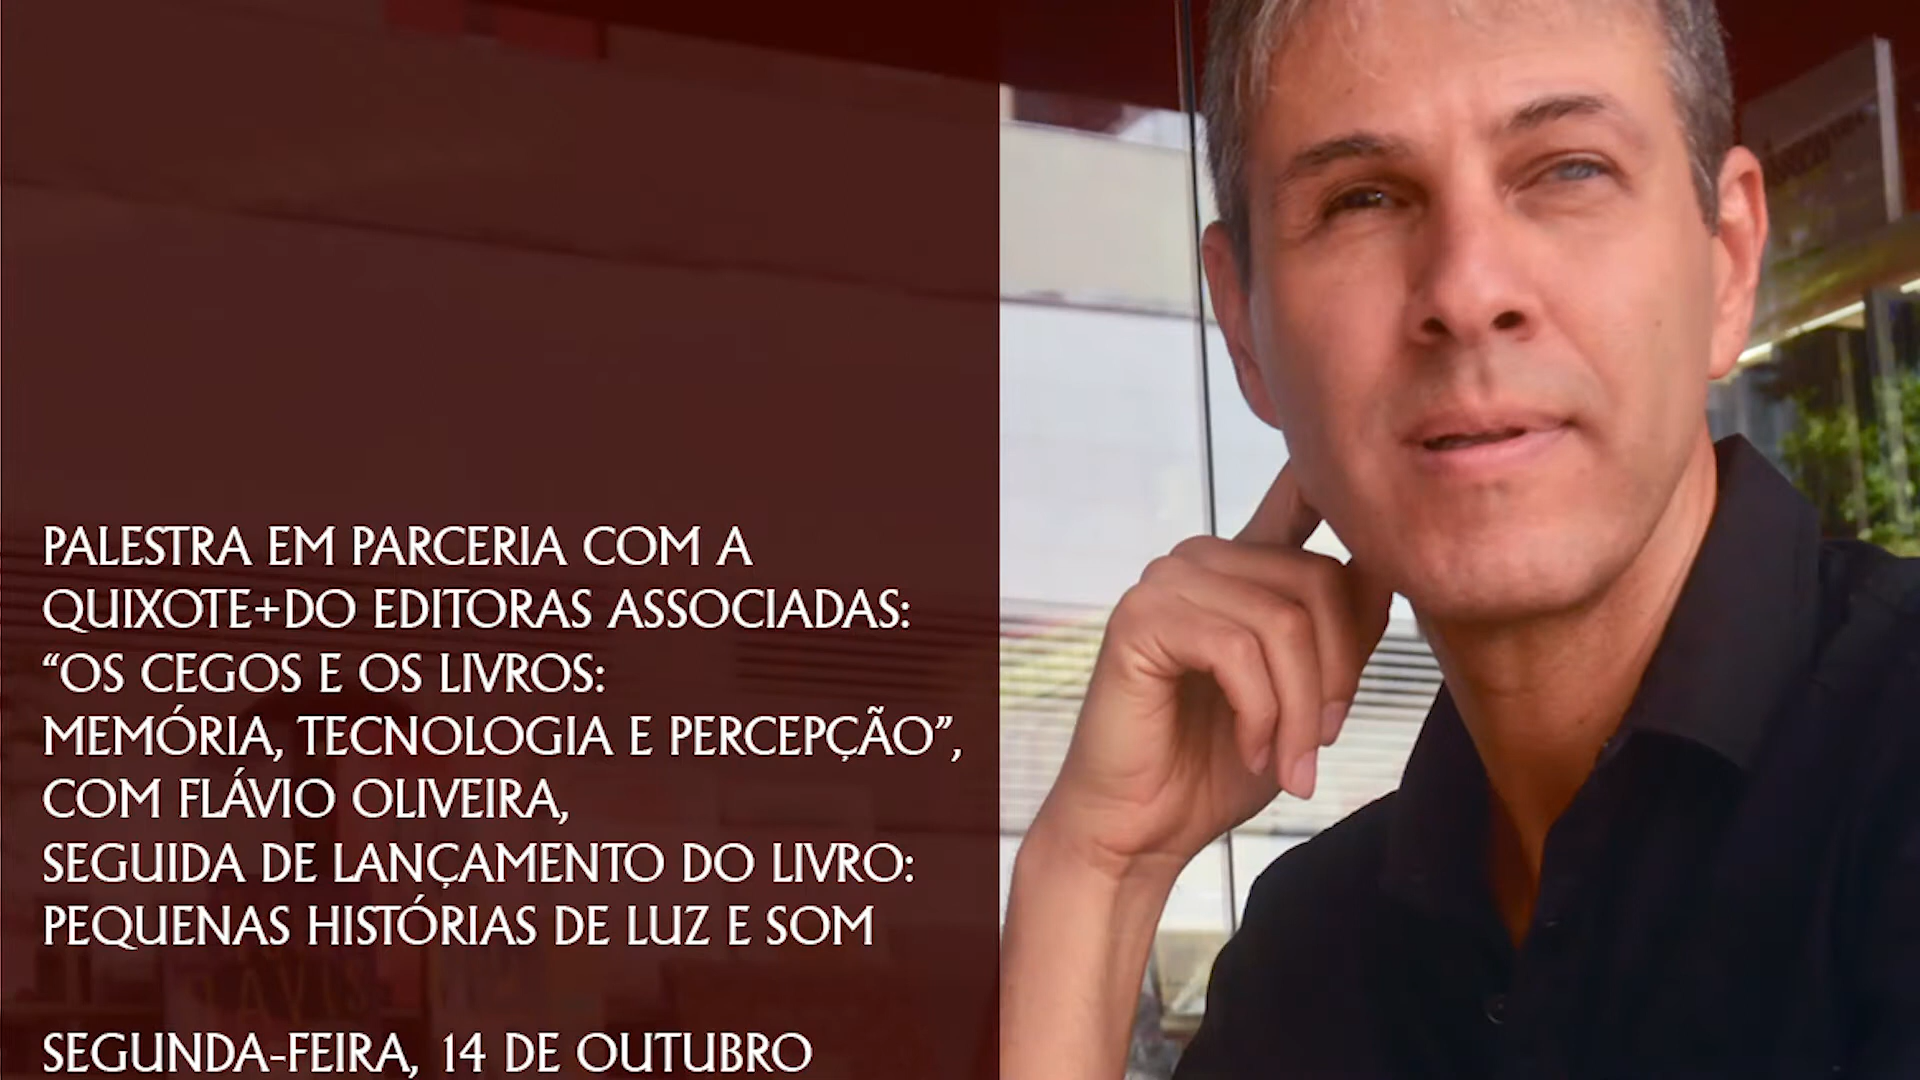 PALESTRA EM PARCERIA COM A
QUIXOTE+DO EDITORAS ASSOCIADAS:
“OS CEGOS E OS LIVROS:
MEMÓRIA, TECNOLOGIA E PERCEPÇÃO”,
COM FLÁVIO OLIVEIRA,
SEGUIDA DE LANÇAMENTO DO LIVRO:
PEQUENAS HISTÓRIAS DE LUZ E SOM
SEGUNDA-FEIRA, 14 DE OUTUBRO